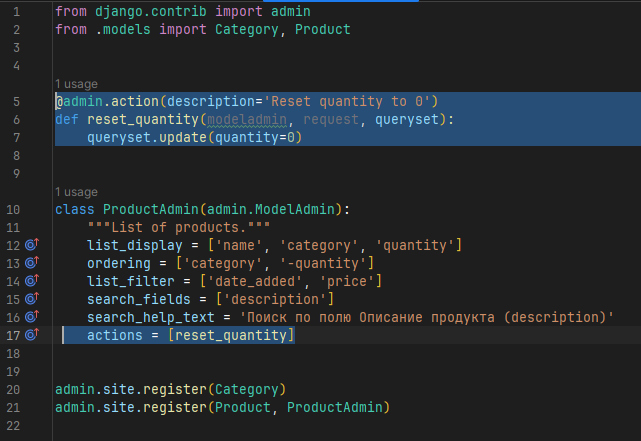 1 from django.contrib import admin
2 from .models import Category, Product
3
4
1 usage
5 @admin.action(description='Reset quantity to 0')
6 def reset_quantity(modeladmin, request, queryset):
7     queryset.update(quantity=0)
8
9
1 usage
10 class ProductAdmin(admin.ModelAdmin):
11     """List of products."""
12     list_display = ['name', 'category', 'quantity']
13     ordering = ['category', '-quantity']
14     list_filter = ['date_added', 'price']
15     search_fields = ['description']
16     search_help_text = 'Поиск по полю Описание продукта (description)'
17     actions = [reset_quantity]
18
19
20 admin.site.register(Category)
21 admin.site.register(Product, ProductAdmin)
22